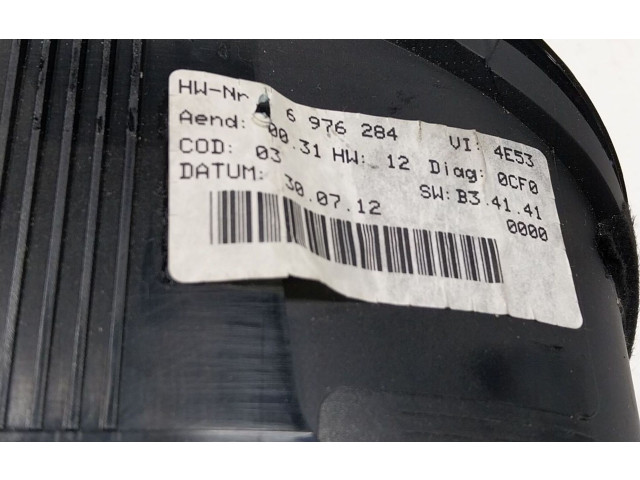 HW-Nr 6 976 284 VI: 4E53
Aend: 00.31 HW: 12 Diag: 0CF0
COD: 03 SW: B3.41.41
DATUM: 30.07.12 0000